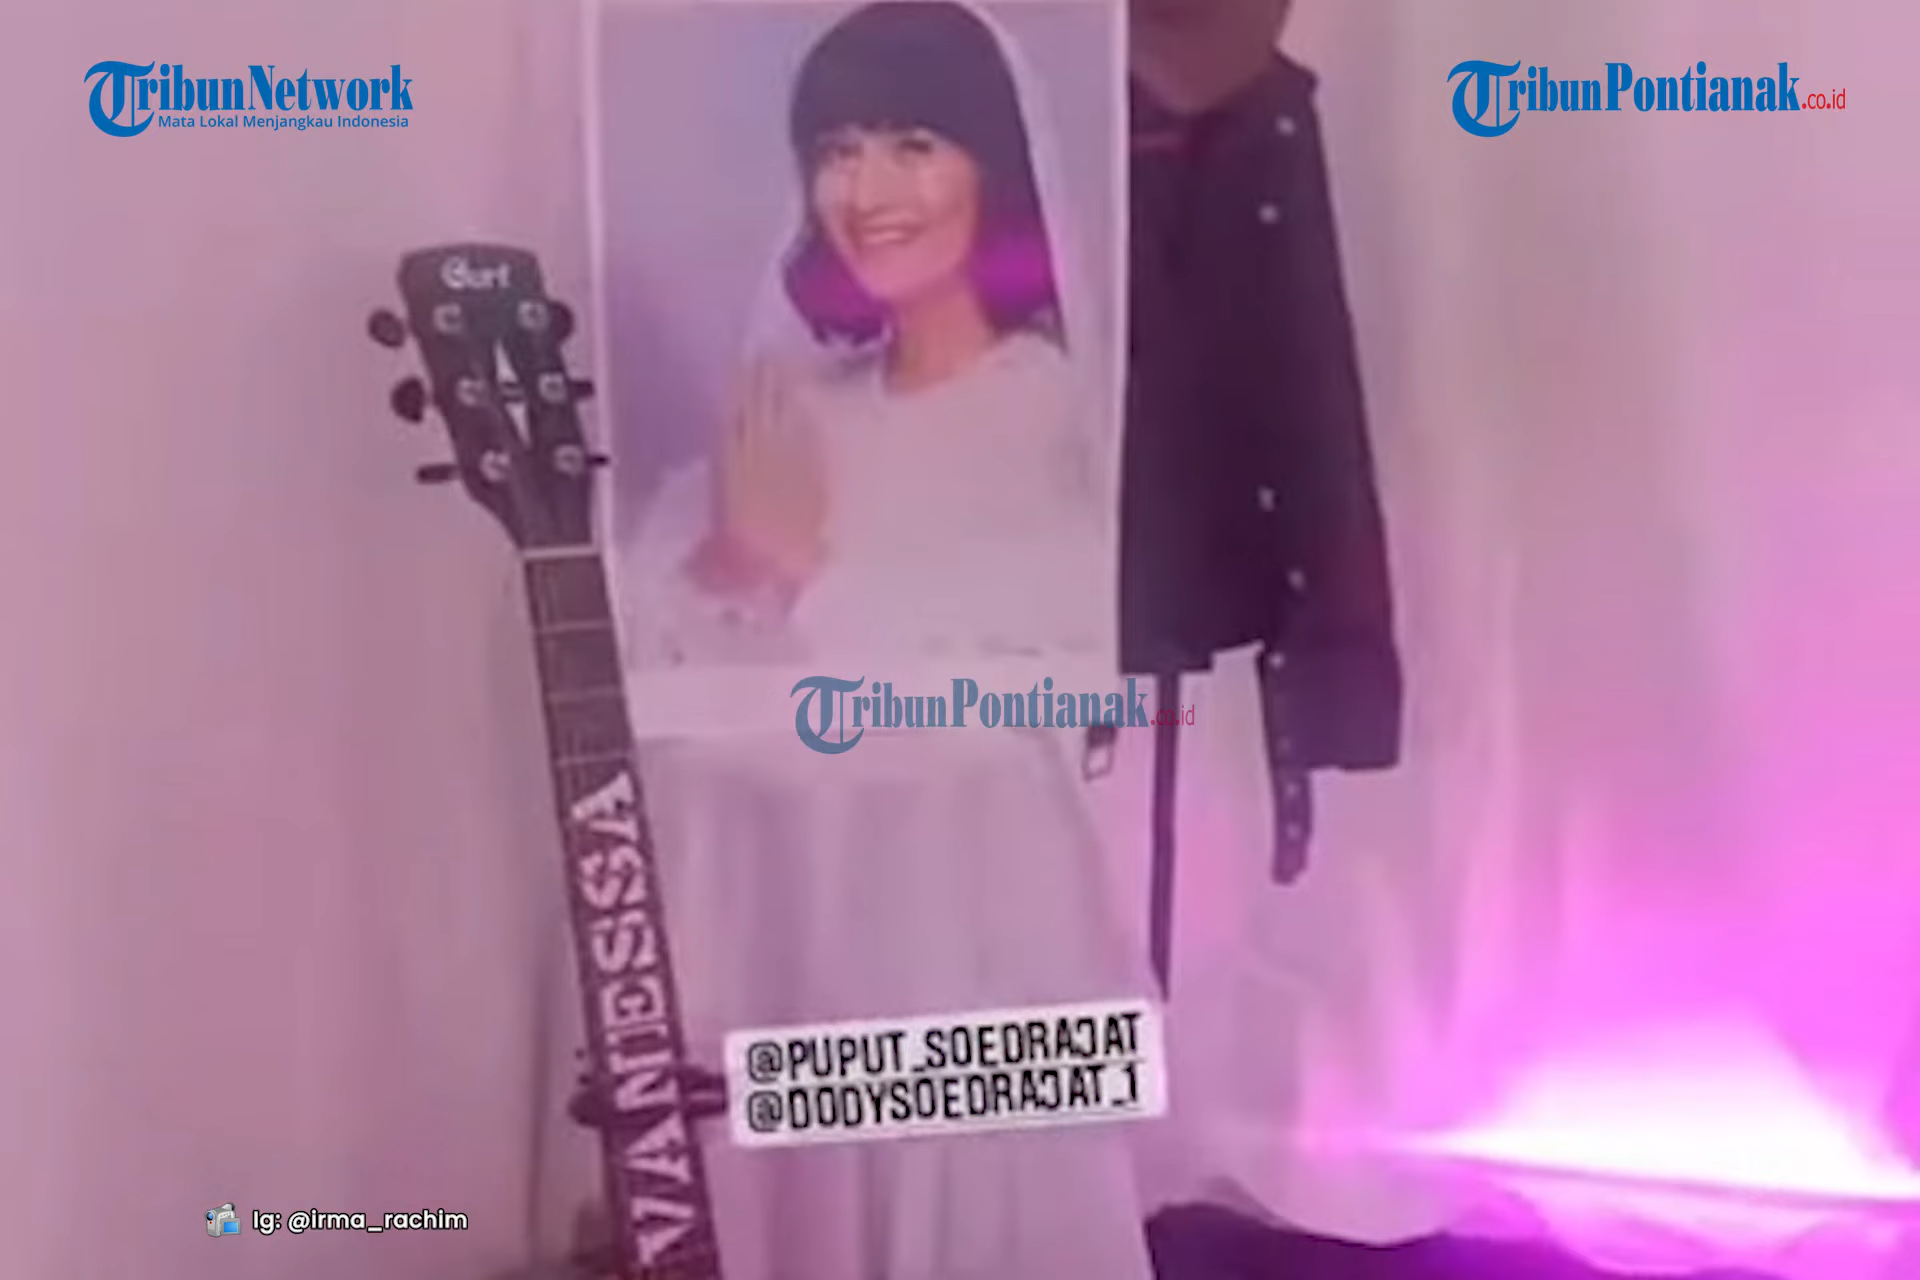 TribunNetwork
Mata Lokal Menjangkau Indonesia
TribunPontianak.co.id
Cort
TribunPontianak.co.id
VANESSA
@PUPUT_SOEDRAJAT
@DODYSOEDRAJAT_1
Ig: @irma_rachim